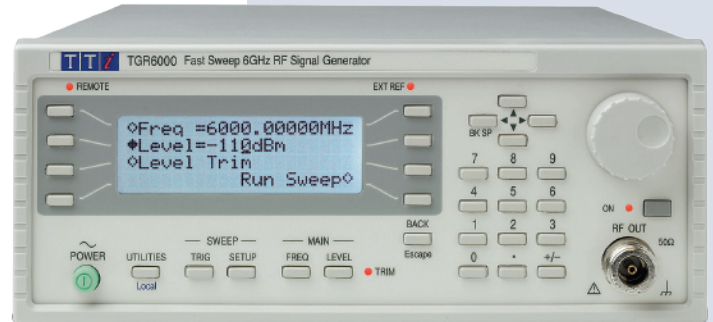 TTi TGR6000 Fast Sweep 6GHz RF Signal Generator
REMOTE
EXT REF
◇Freq =6000.00000MHz
◆Level=-110dBm
◇Level Trim
Run Sweep◇
BK SP
7 8 9
4 5 6
1 2 3
0 . +/–
ON
RF OUT
50Ω
BACK
Escape
POWER
UTILITIES
Local
SWEEP
TRIG SETUP
MAIN
FREQ LEVEL
TRIM